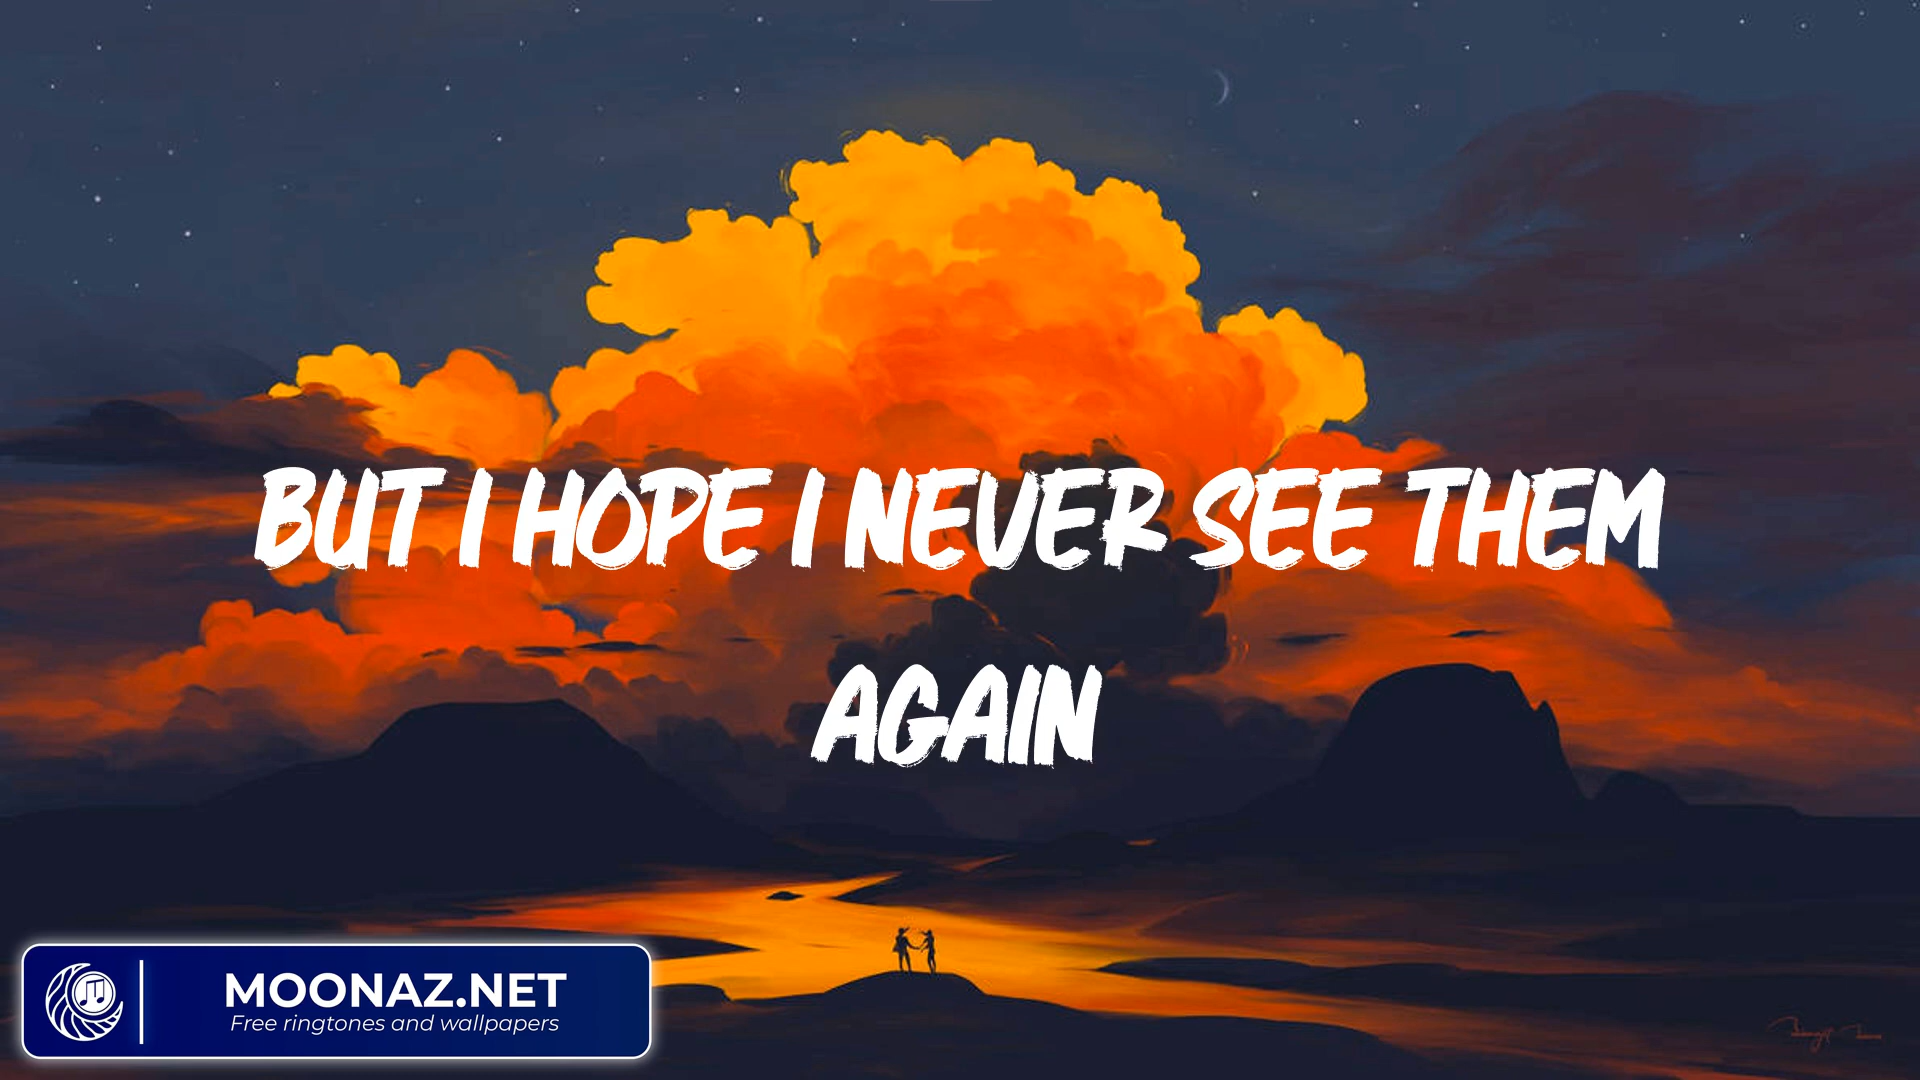 BUT I HOPE I NEVER SEE THEM
AGAIN
MOONAZ.NET
Free ringtones and wallpapers